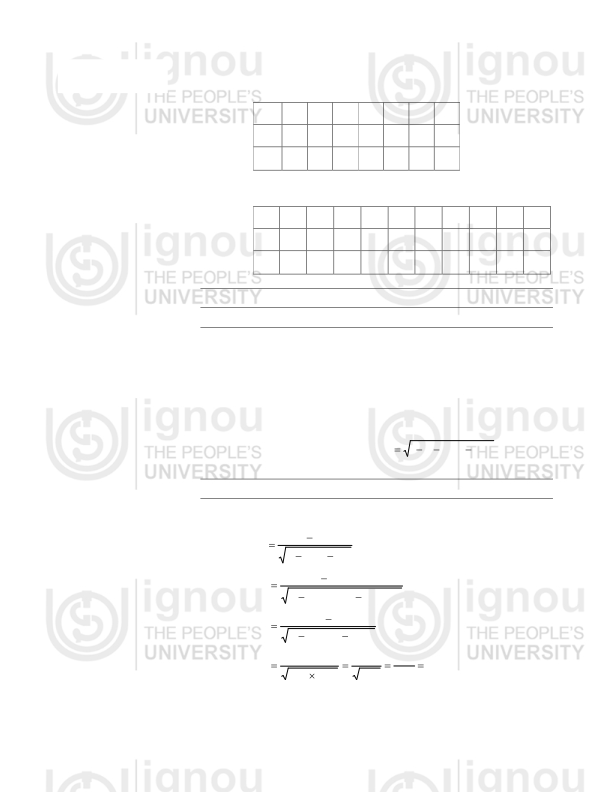 ignou ignou
THE PEOPLE'S THE PEOPLE'S
UNIVERSITY UNIVERSITY
ignou ignou
THE PEOPLE'S THE PEOPLE'S
UNIVERSITY UNIVERSITY
= √
ignou ignou
THE PEOPLE'S THE PEOPLE'S
UNIVERSITY UNIVERSITY
= √
= √
ignou ignou
THE PEOPLE'S THE PEOPLE'S
= √
UNIVERSITY UNIVERSITY
= √ × = √ = =
ignou ignou